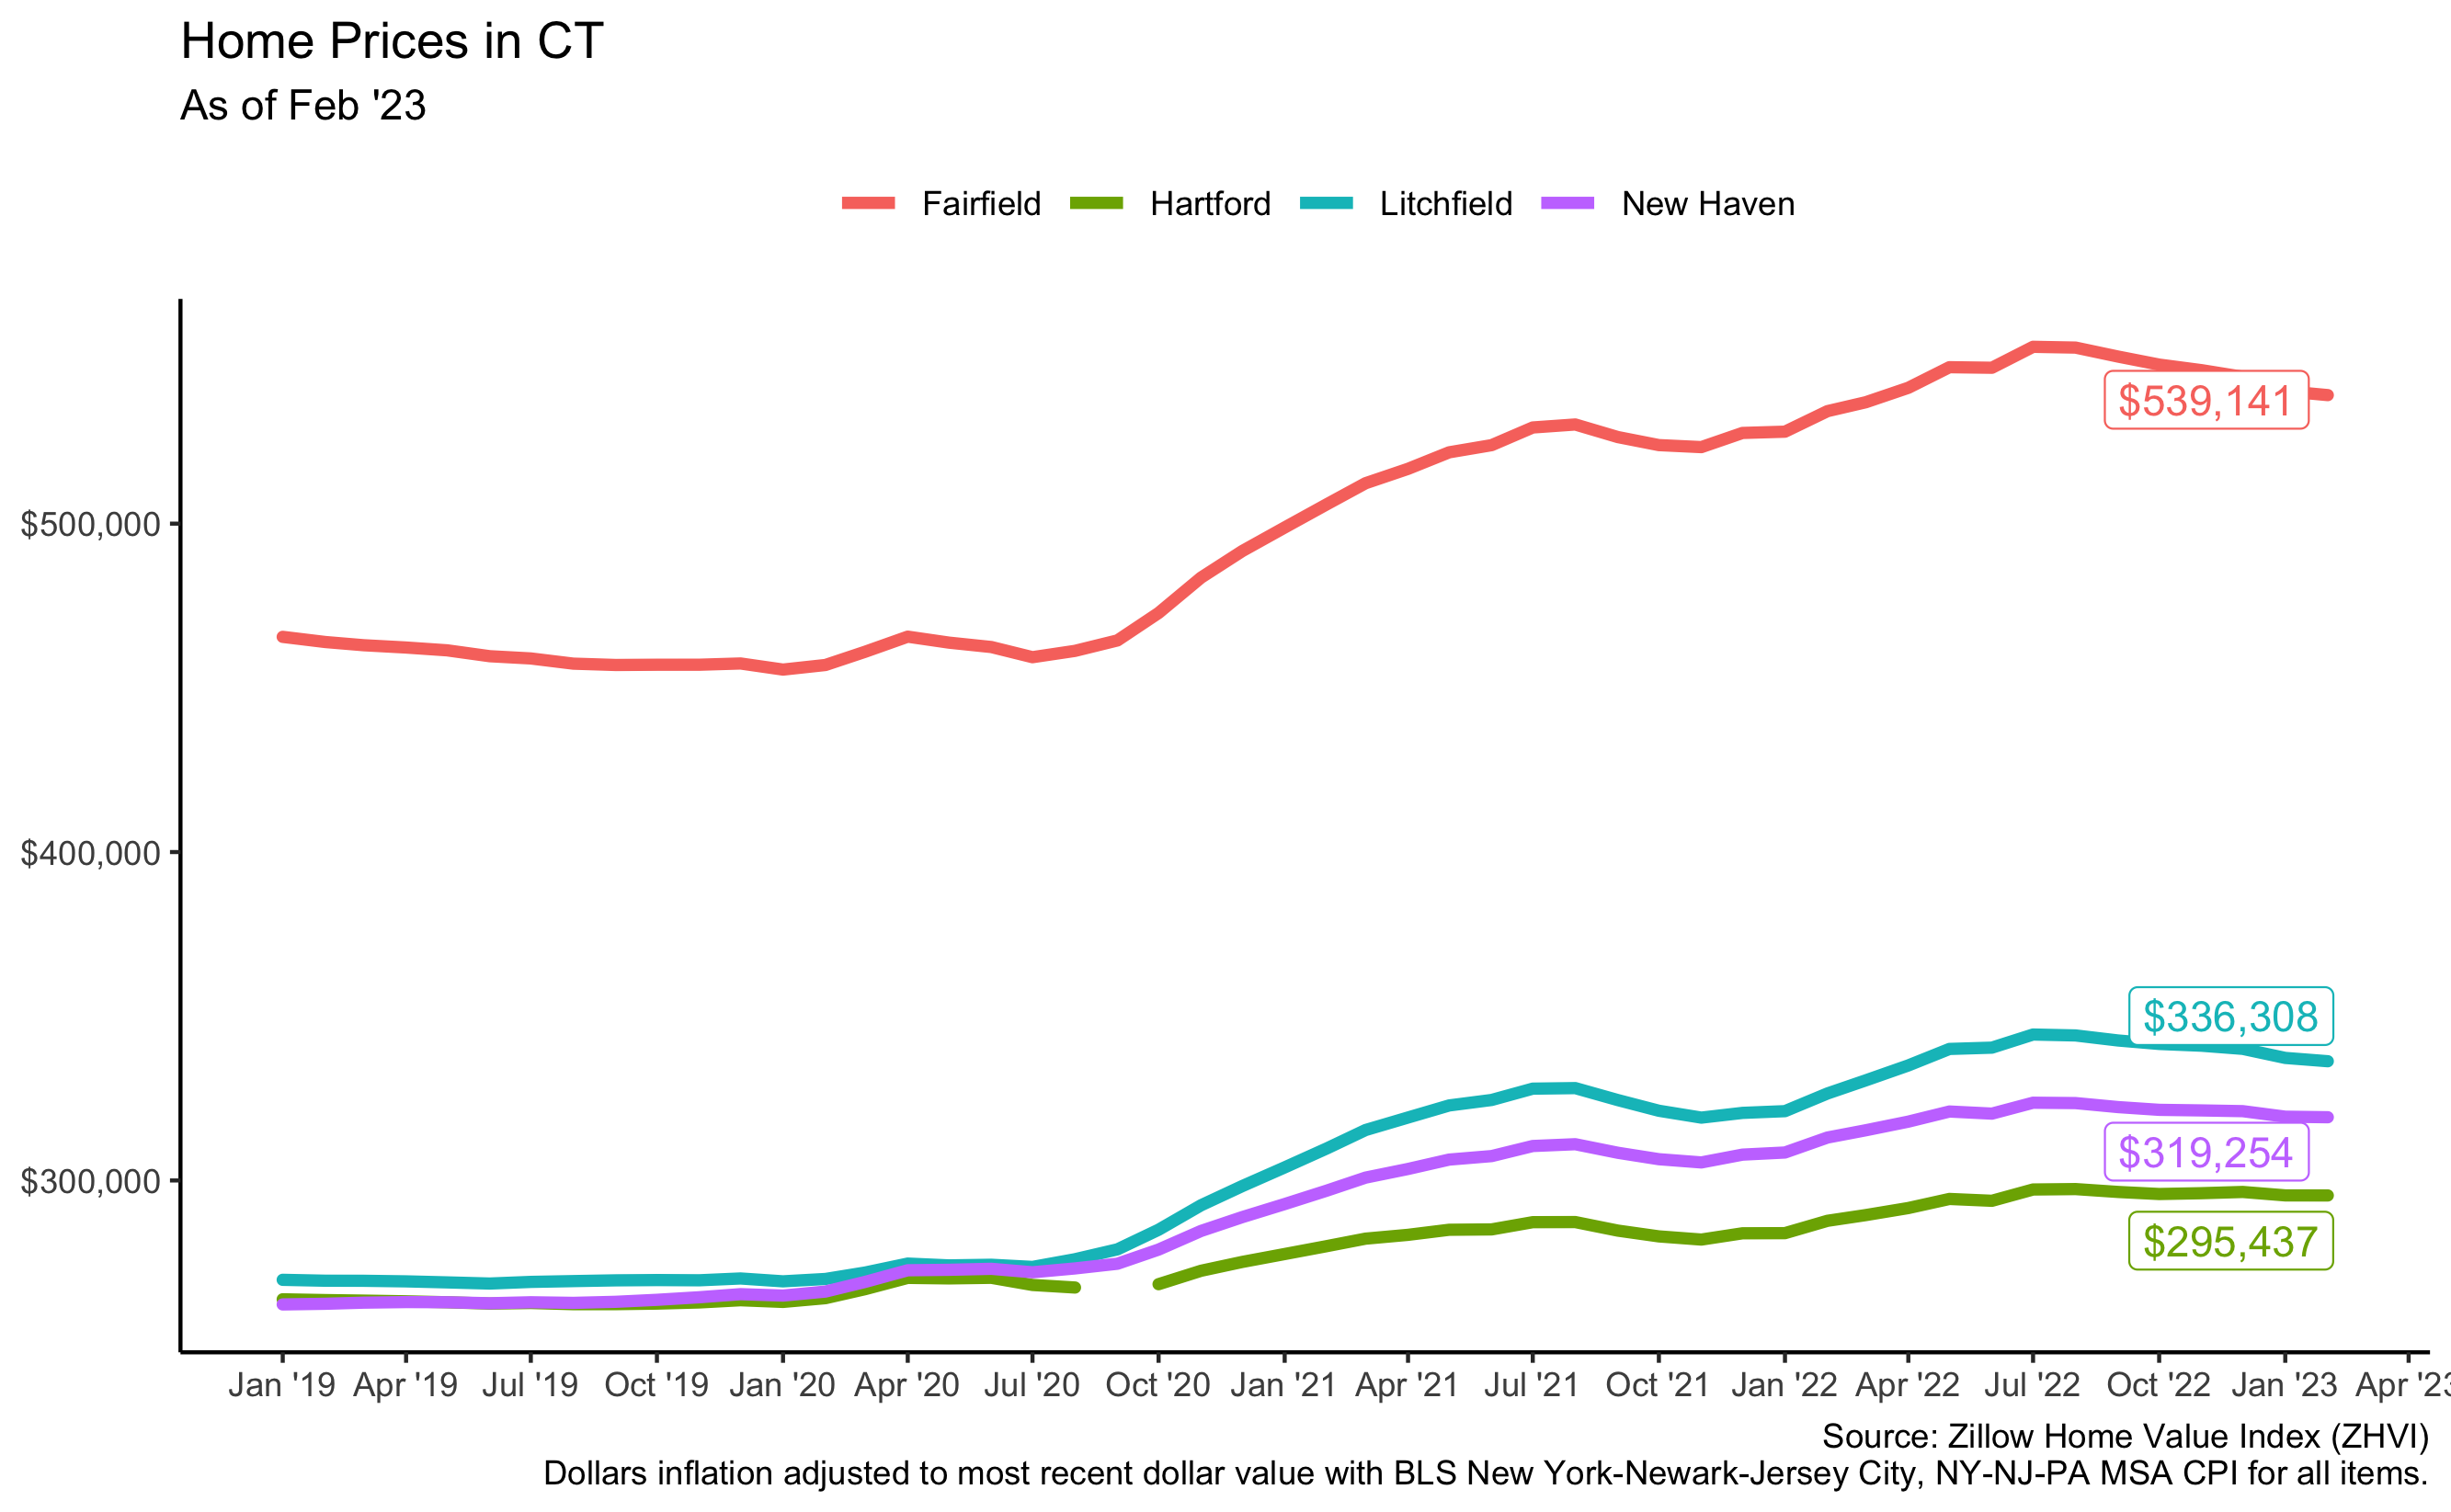 Home Prices in CT
As of Feb '23
Fairfield Hartford Litchfield New Haven
$539,141
$500,000
$400,000
$336,308
$319,254
$300,000
$295,437
Jan '19 Apr '19 Jul '19 Oct '19 Jan '20 Apr '20 Jul '20 Oct '20 Jan '21 Apr '21 Jul '21 Oct '21 Jan '22 Apr '22 Jul '22 Oct '22 Jan '23 Apr '23
Source: Zillow Home Value Index (ZHVI)
Dollars inflation adjusted to most recent dollar value with BLS New York-Newark-Jersey City, NY-NJ-PA MSA CPI for all items.